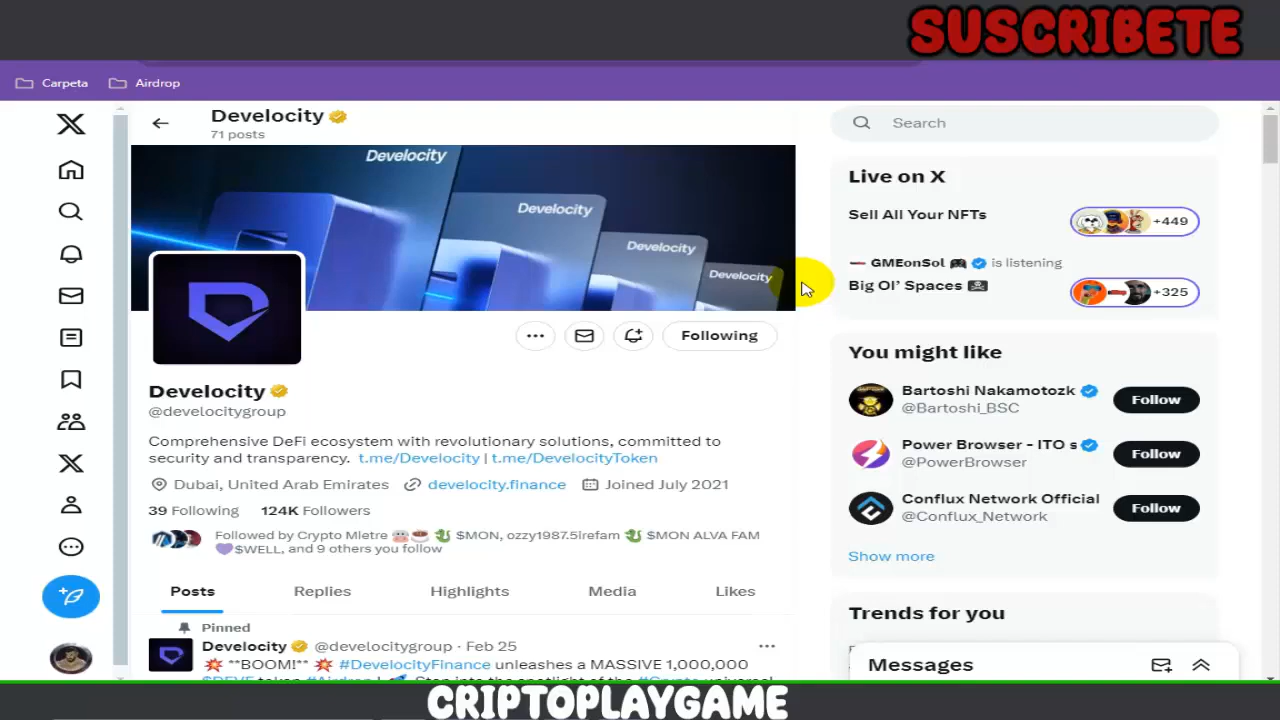 SUSCRIBETE
Carpeta
Airdrop
Develocity
71 posts
Develocity
Develocity
Develocity
Develocity
Following
Develocity
@develocitygroup
Comprehensive DeFi ecosystem with revolutionary solutions, committed to
security and transparency. t.me/Develocity | t.me/DevelocityToken
Dubai, United Arab Emirates develocity.finance Joined July 2021
39 Following 124K Followers
Followed by Crypto Mletre $MON, ozzy1987.5lrefam $MON ALVA FAM
$WELL, and 9 others you follow
Posts Replies Highlights Media Likes
Pinned
Develocity @develocitygroup · Feb 25
**BOOM!** #DevelocityFinance unleashes a MASSIVE 1,000,000
Search
Live on X
Sell All Your NFTs +449
GMEonSol is listening
Big Ol’ Spaces +325
You might like
Bartoshi Nakamotozk
@Bartoshi_BSC
Follow
Power Browser - ITO s
@PowerBrowser
Follow
Conflux Network Official
@Conflux_Network
Follow
Show more
Trends for you
Messages
CRIPTOPLAYGAME